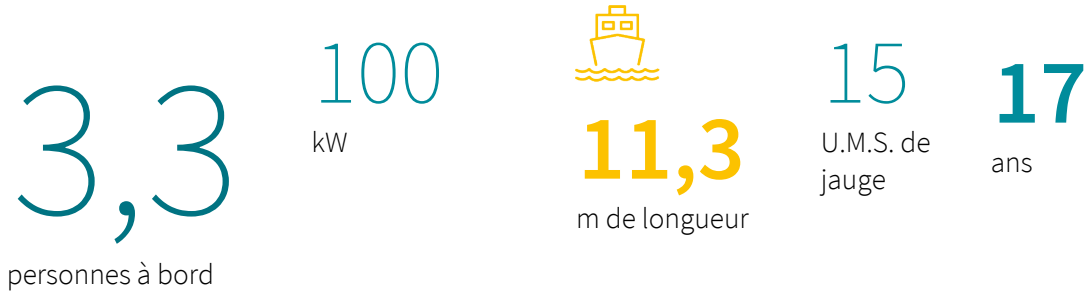 3,3
personnes à bord
100
kW
11,3
m de longueur
15
U.M.S. de
jauge
17
ans